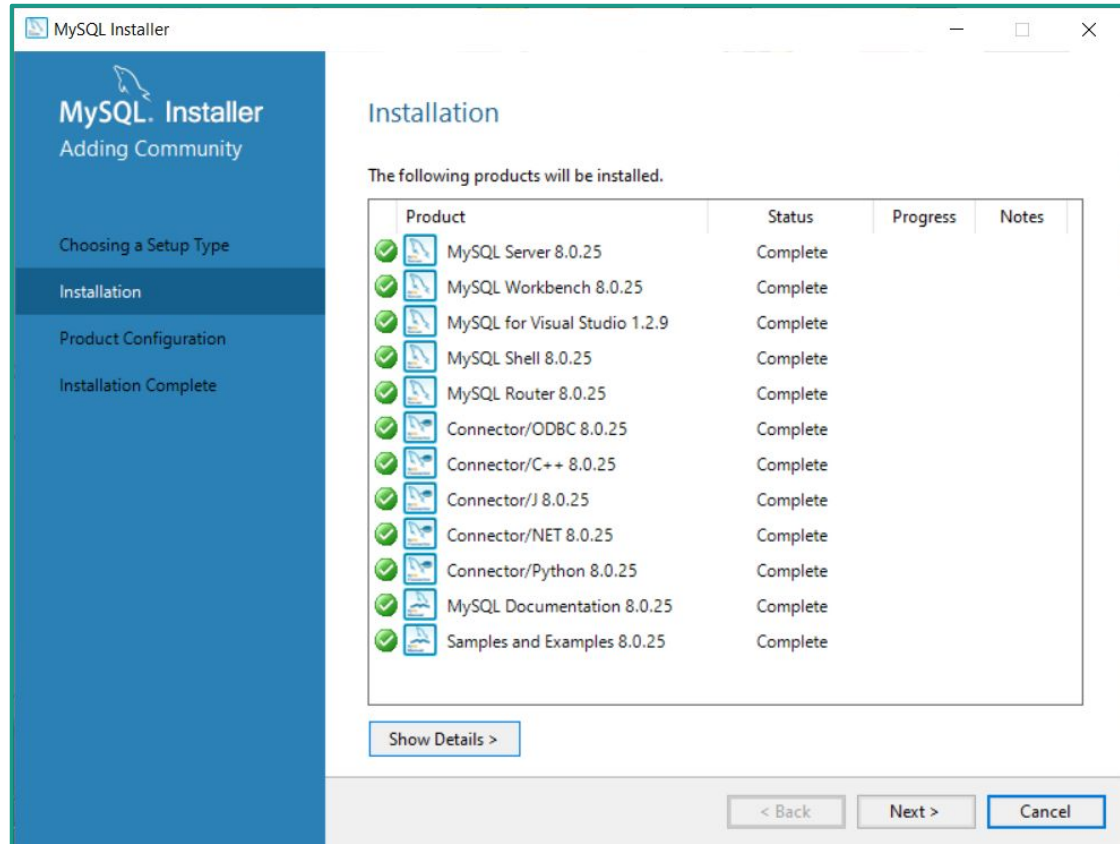 MySQL Installer
MySQL. Installer
Adding Community
Choosing a Setup Type
Installation
Product Configuration
Installation Complete
Installation
The following products will be installed.
Product Status Progress Notes
MySQL Server 8.0.25 Complete
MySQL Workbench 8.0.25 Complete
MySQL for Visual Studio 1.2.9 Complete
MySQL Shell 8.0.25 Complete
MySQL Router 8.0.25 Complete
Connector/ODBC 8.0.25 Complete
Connector/C++ 8.0.25 Complete
Connector/J 8.0.25 Complete
Connector/NET 8.0.25 Complete
Connector/Python 8.0.25 Complete
MySQL Documentation 8.0.25 Complete
Samples and Examples 8.0.25 Complete
Show Details >
< Back Next > Cancel